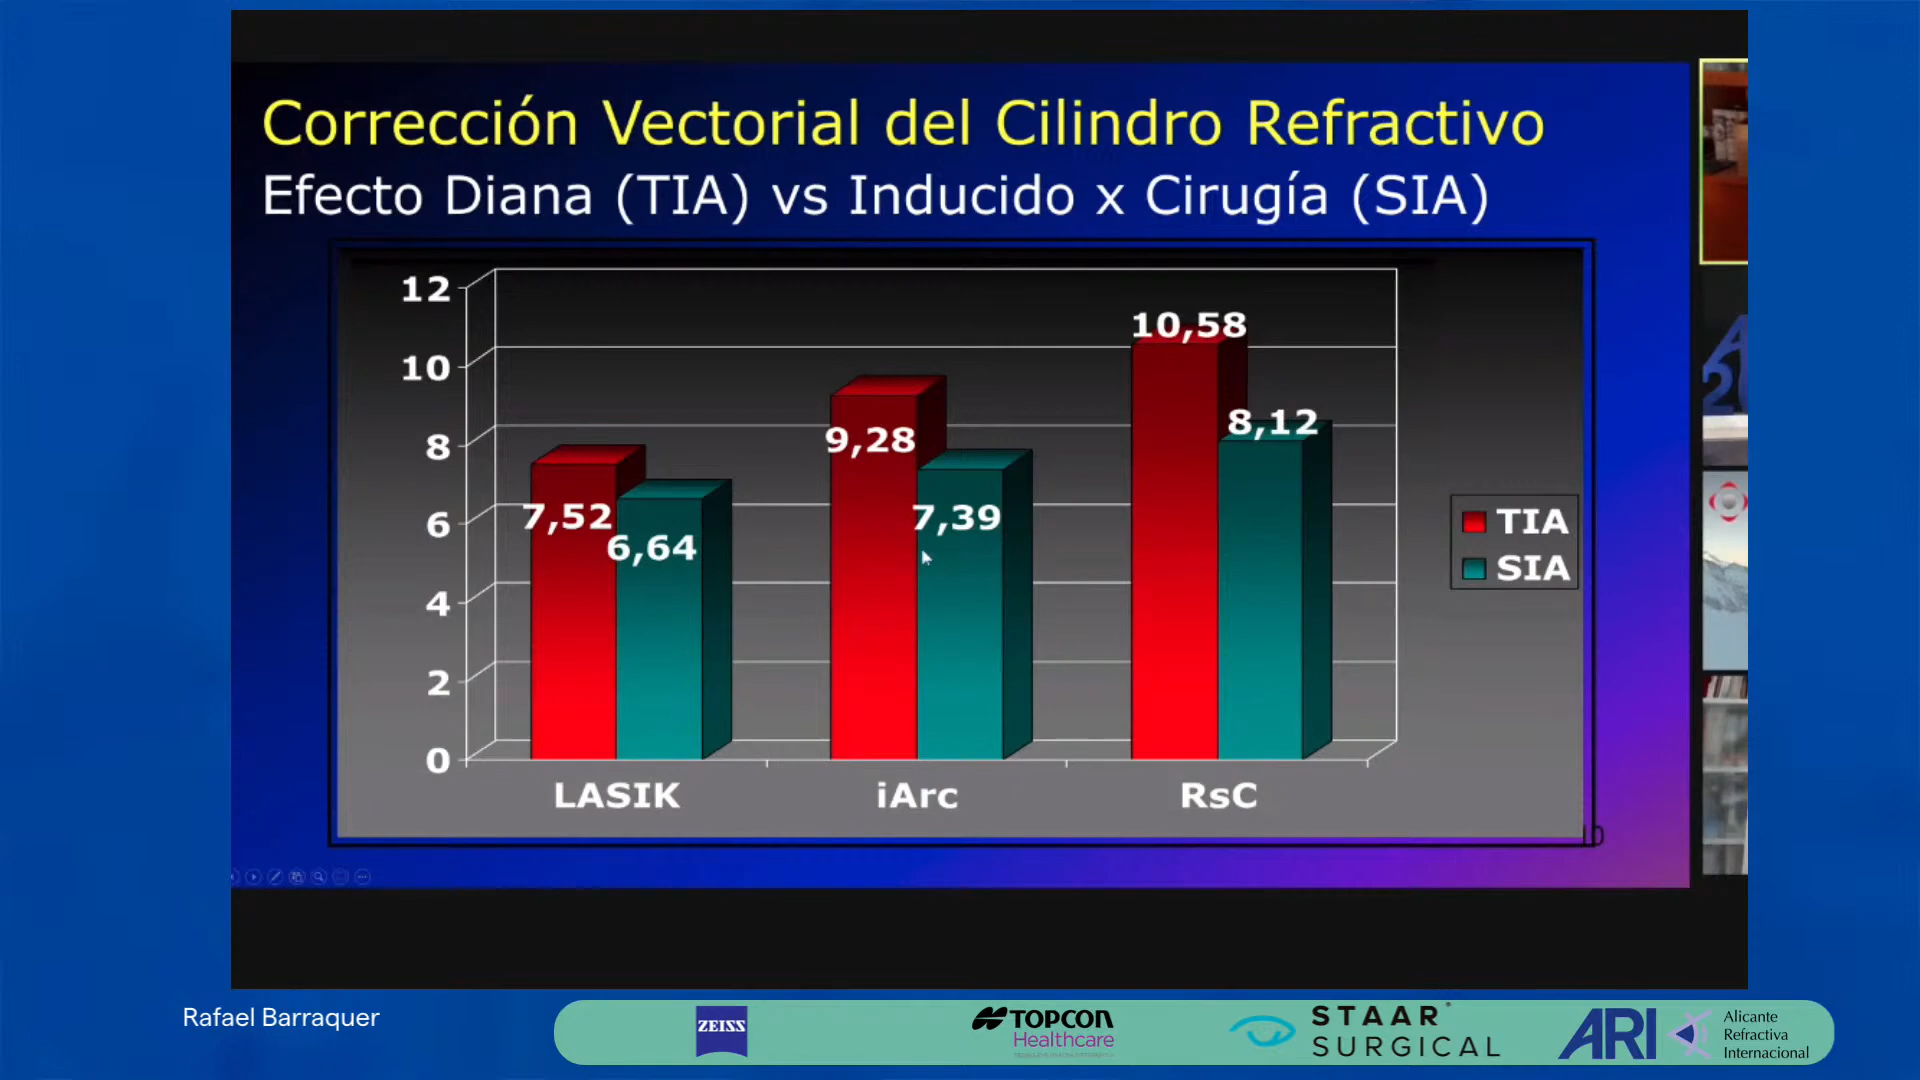 Corrección Vectorial del Cilindro Refractivo
Efecto Diana (TIA) vs Inducido x Cirugía (SIA)
12
10
8
6
4
2
0
7,52
6,64
9,28
7,39
10,58
8,12
LASIK
iArc
RsC
TIA
SIA
Rafael Barraquer
ZEISS
TOPCON
Healthcare
STAAR
SURGICAL
ARI
Alicante
Refractiva
Internacional